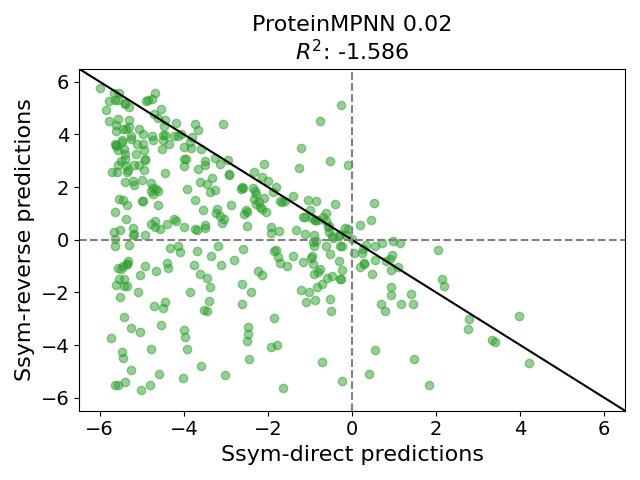 ProteinMPNN 0.02
R²: -1.586
Ssym-reverse predictions
6
4
2
0
−2
−4
−6
−6 −4 −2 0 2 4 6
Ssym-direct predictions